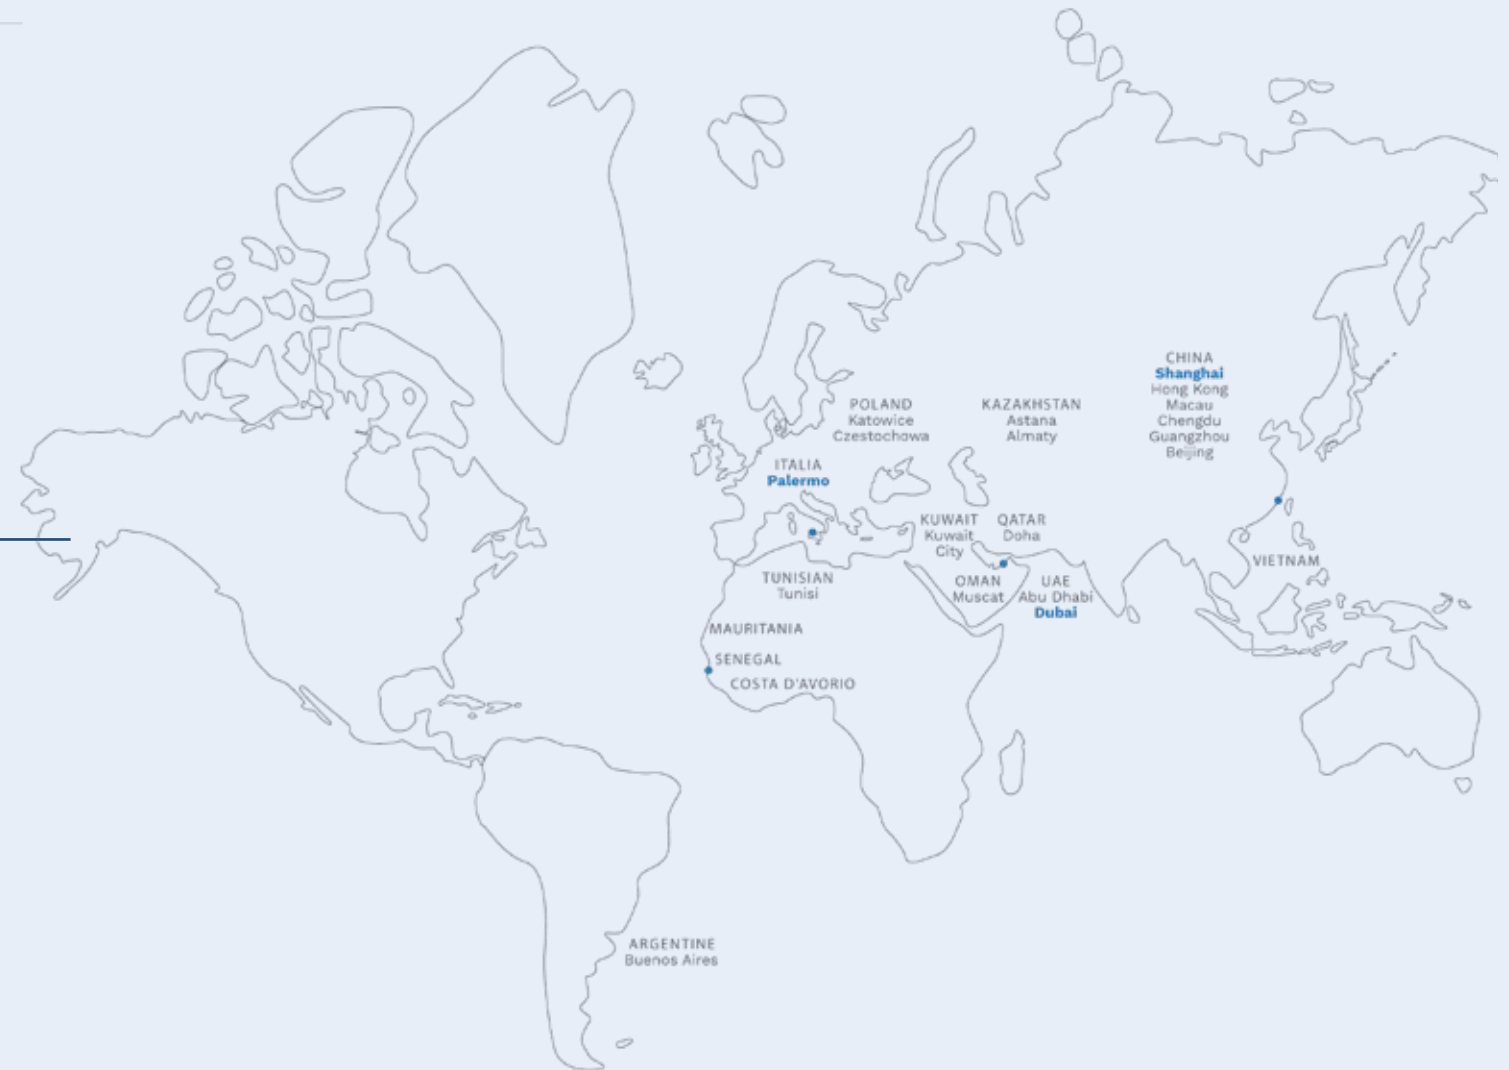 CHINA
Shanghai
Hong Kong
Macau
Chengdu
Guangzhou
Beijing
POLAND
Katowice
Czestochowa
KAZAKHSTAN
Astana
Almaty
ITALIA
Palermo
KUWAIT
Kuwait
City
QATAR
Doha
VIETNAM
TUNISIAN
Tunisi
OMAN
Muscat
UAE
Abu Dhabi
Dubai
MAURITANIA
SENEGAL
COSTA D'AVORIO
ARGENTINE
Buenos Aires